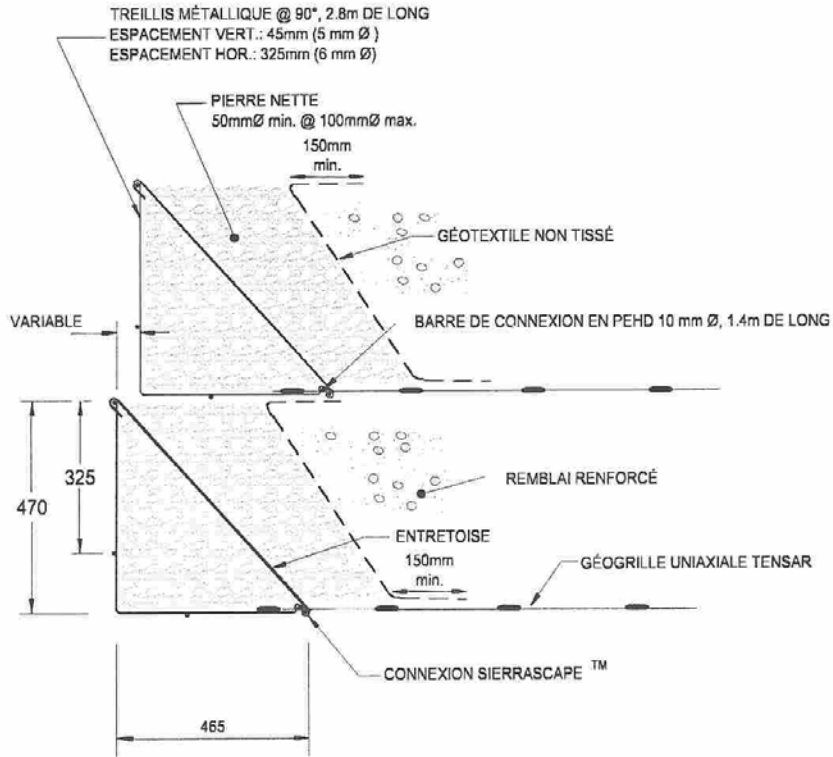 TREILLIS MÉTALLIQUE @ 90°, 2.8m DE LONG
ESPACEMENT VERT.: 45mm (5 mm Ø )
ESPACEMENT HOR.: 325mm (6 mm Ø)
PIERRE NETTE
50mmØ min. @ 100mmØ max.
150mm
min.
GÉOTEXTILE NON TISSÉ
VARIABLE
BARRE DE CONNEXION EN PEHD 10 mm Ø, 1.4m DE LONG
325
470
REMBLAI RENFORCÉ
ENTRETOISE
150mm
min.
GÉOGRILLE UNIAXIALE TENSAR
CONNEXION SIERRASCAPE ™
465